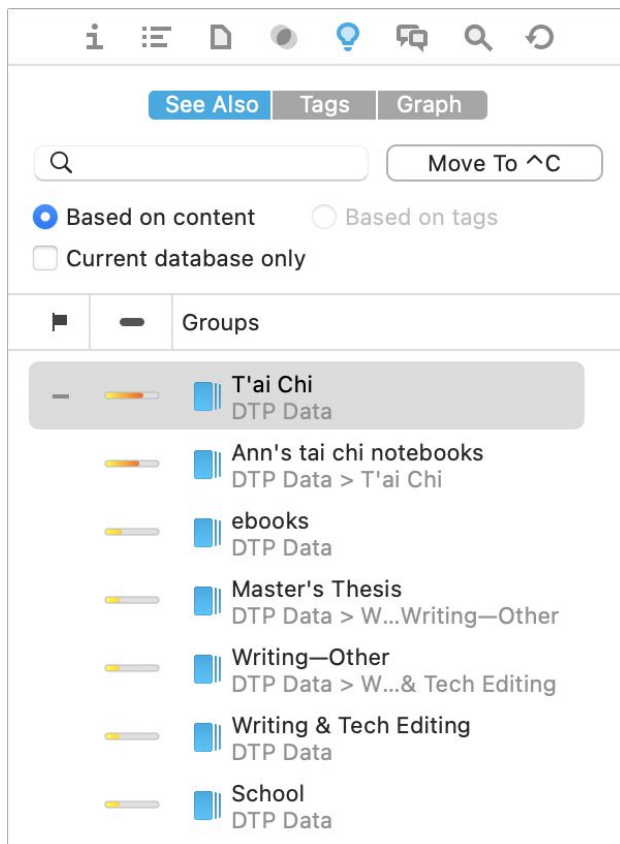 See Also Tags Graph
Move To ^C
Based on content Based on tags
Current database only
Groups
T'ai Chi
DTP Data
Ann's tai chi notebooks
DTP Data > T'ai Chi
ebooks
DTP Data
Master's Thesis
DTP Data > W...Writing—Other
Writing—Other
DTP Data > W...& Tech Editing
Writing & Tech Editing
DTP Data
School
DTP Data